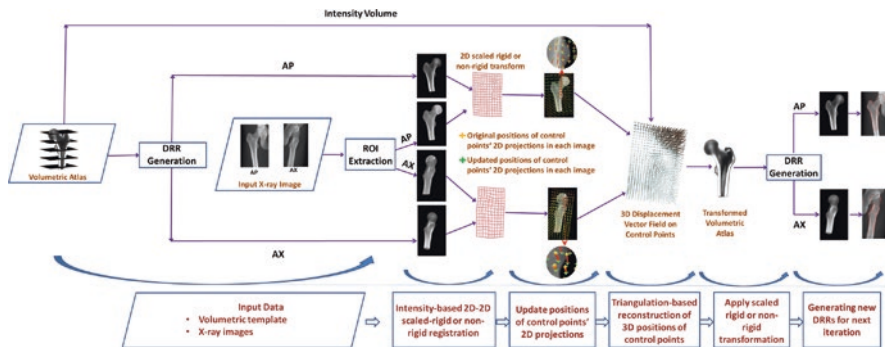 Intensity Volume
AP
2D scaled rigid or
non-rigid transform
Volumetric Atlas
DRR
Generation
AP
AX
Input X-ray Image
ROI
Extraction
AP
AX
Original positions of control
points' 2D projections in each image
Updated positions of control
points' 2D projections in each image
AX
3D Displacement
Vector Field on
Control Points
Transformed
Volumetric
Atlas
DRR
Generation
AP
AX
Input Data
• Volumetric template
• X-ray images
Intensity-based 2D-2D
scaled-rigid or non-
rigid registration
Update positions
of control points'
2D projections
Triangulation-based
reconstruction of
3D positions of
control points
Apply scaled
rigid or non-
rigid
transformation
Generating new
DRRs for next
iteration